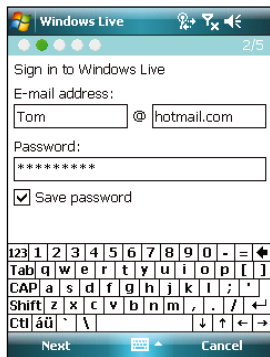 Windows Live
2/5
Sign in to Windows Live
E-mail address:
Tom @ hotmail.com
Password:
*********
Save password
123 1 2 3 4 5 6 7 8 9 0 - =
Tab q w e r t y u i o p [ ]
CAP a s d f g h j k l ; '
Shift z x c v b n m , . /
Ctl áü ` \
Next Cancel